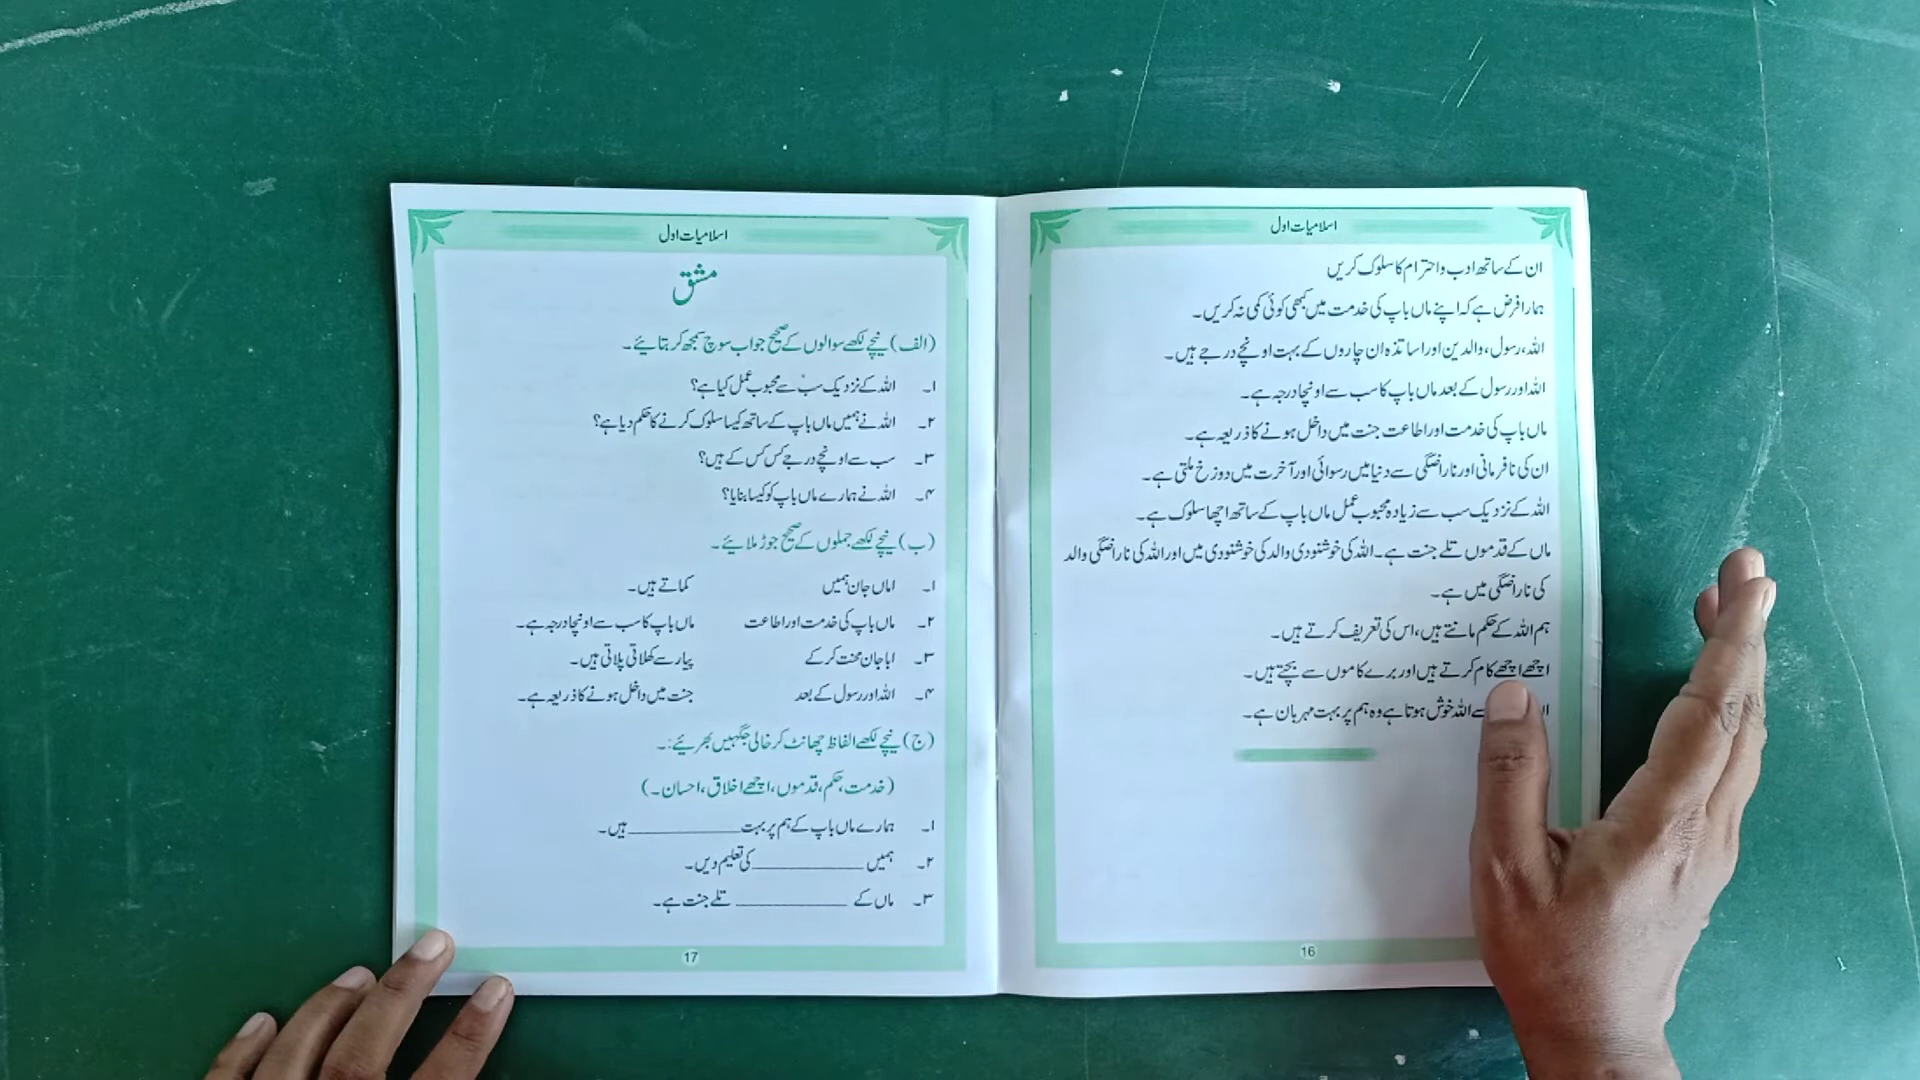 اسلامیات اول
ان کے ساتھ ادب و احترام کا سلوک کریں
ہمارا فرض ہے کہ اپنے ماں باپ کی خدمت میں کبھی کوئی کمی نہ کریں۔
اللہ، رسول، والدین اور اساتذہ ان چاروں کے بہت اونچے درجے ہیں۔
اللہ اور رسول کے بعد ماں باپ کا سب سے اونچا درجہ ہے۔
ماں باپ کی خدمت اور اطاعت جنت میں داخل ہونے کا ذریعہ ہے۔
ان کی نافرمانی اور ناراضگی سے دنیا میں رسوائی اور آخرت میں دوزخ ملتی ہے۔
اللہ کے نزدیک سب سے زیادہ محبوب عمل ماں باپ کے ساتھ اچھا سلوک ہے۔
ماں کے قدموں تلے جنت ہے۔ اللہ کی خوشنودی والد کی خوشنودی میں اور اللہ کی ناراضگی والد
کی ناراضگی میں ہے۔
ہم اللہ کے حکم مانتے ہیں، اس کی تعریف کرتے ہیں۔
اچھے اچھے کام کرتے ہیں اور برے کاموں سے بچتے ہیں۔
سے اللہ خوش ہوتا ہے وہ ہم پر بہت مہربان ہے۔
16
اسلامیات اول
مشق
(الف) نیچے لکھے سوالوں کے صحیح جواب سوچ سمجھ کر بتائیے۔
۱۔ اللہ کے نزدیک سب سے محبوب عمل کیا ہے؟
۲۔ اللہ نے ہمیں ماں باپ کے ساتھ کیسا سلوک کرنے کا حکم دیا ہے؟
۳۔ سب سے اونچے درجے کس کس کے ہیں؟
۴۔ اللہ نے ہمارے ماں باپ کو کیسا بنایا؟
(ب) نیچے لکھے جملوں کے صحیح جوڑ ملائیے۔
۱۔ اماں جان ہمیں کماتے ہیں۔
۲۔ ماں باپ کی خدمت اور اطاعت ماں باپ کا سب سے اونچا درجہ ہے۔
۳۔ ابا جان محنت کر کے پیار سے کھلاتی پلاتی ہیں۔
۴۔ اللہ اور رسول کے بعد جنت میں داخل ہونے کا ذریعہ ہے۔
(ج) نیچے لکھے الفاظ چھانٹ کر خالی جگہیں بھریئے:۔
(خدمت، حکم، قدموں، اچھے اخلاق، احسان۔)
۱۔ ہمارے ماں باپ کے ہم پر بہت ____________ ہیں۔
۲۔ ہمیں ____________ کی تعلیم دیں۔
۳۔ ماں کے ____________ تلے جنت ہے۔
17